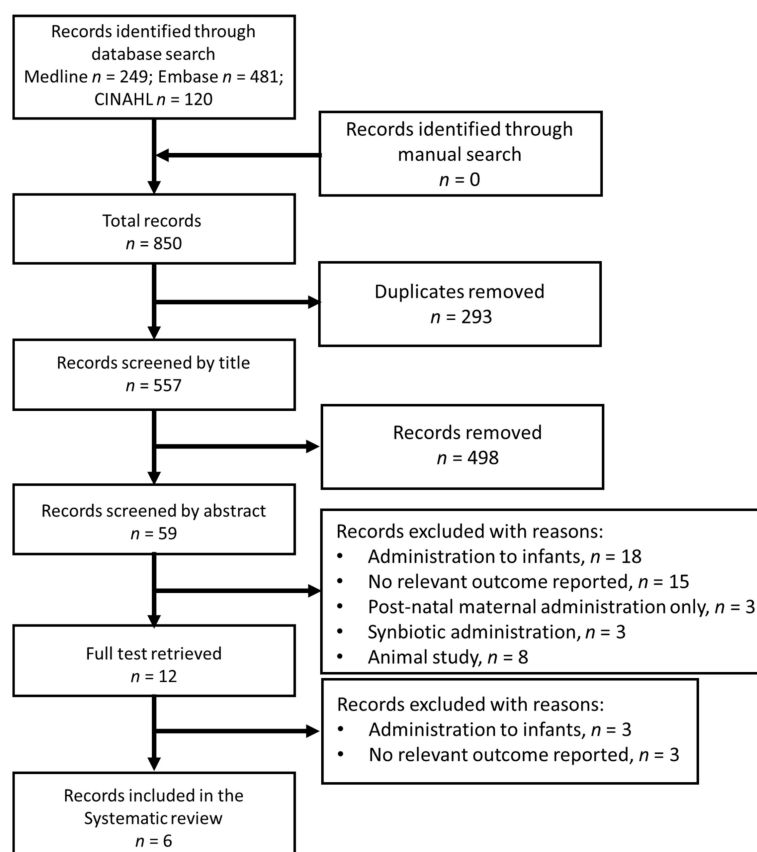 Records identified through
database search
Medline n = 249; Embase n = 481;
CINAHL n = 120
Records identified through
manual search
n = 0
Total records
n = 850
Duplicates removed
n = 293
Records screened by title
n = 557
Records removed
n = 498
Records screened by abstract
n = 59
Records excluded with reasons:
• Administration to infants, n = 18
• No relevant outcome reported, n = 15
• Post-natal maternal administration only, n = 3
• Synbiotic administration, n = 3
• Animal study, n = 8
Full test retrieved
n = 12
Records excluded with reasons:
• Administration to infants, n = 3
• No relevant outcome reported, n = 3
Records included in the
Systematic review
n = 6